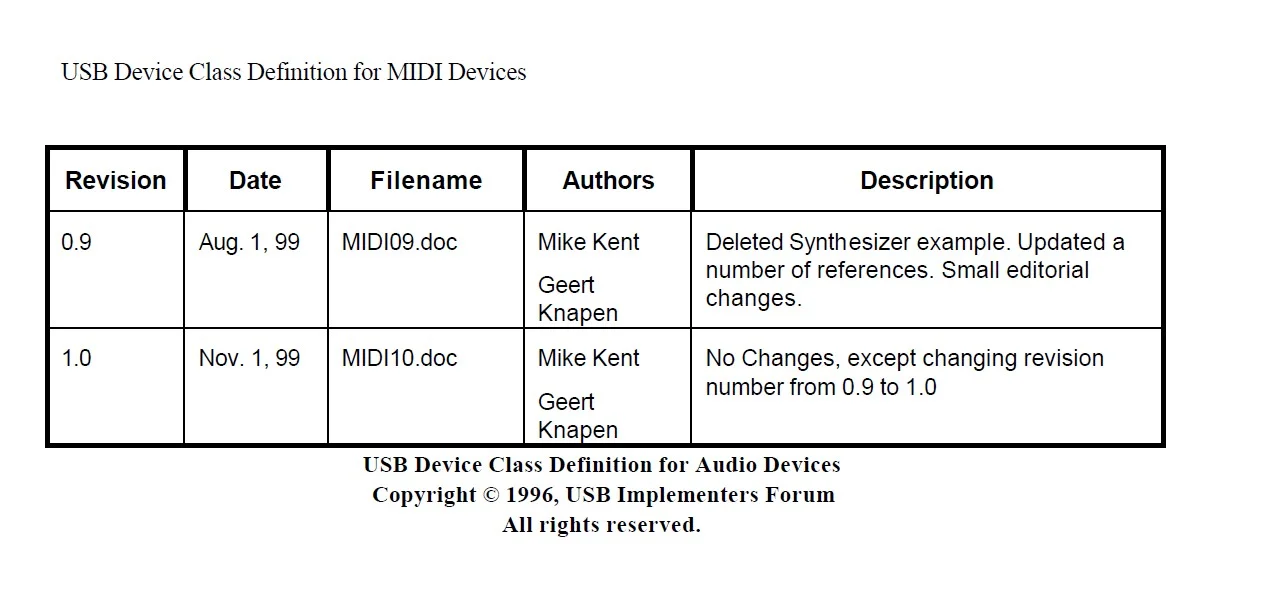 USB Device Class Definition for MIDI Devices
Revision Date Filename Authors Description
0.9 Aug. 1, 99 MIDI09.doc Mike Kent Deleted Synthesizer example. Updated a
number of references. Small editorial
Geert
changes.
Knapen
1.0 Nov. 1, 99 MIDI10.doc Mike Kent No Changes, except changing revision
number from 0.9 to 1.0
Geert
Knapen
USB Device Class Definition for Audio Devices
Copyright © 1996, USB Implementers Forum
All rights reserved.